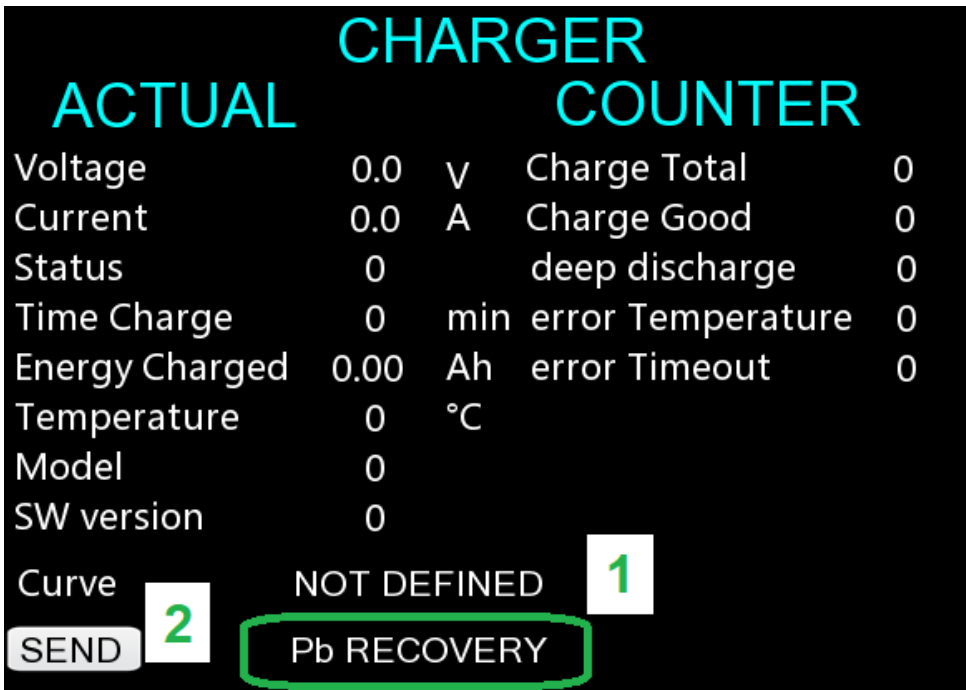 CHARGER
ACTUAL COUNTER
Voltage 0.0 V Charge Total 0
Current 0.0 A Charge Good 0
Status 0 deep discharge 0
Time Charge 0 min error Temperature 0
Energy Charged 0.00 Ah error Timeout 0
Temperature 0 °C
Model 0
SW version 0
Curve NOT DEFINED 1
SEND 2 Pb RECOVERY